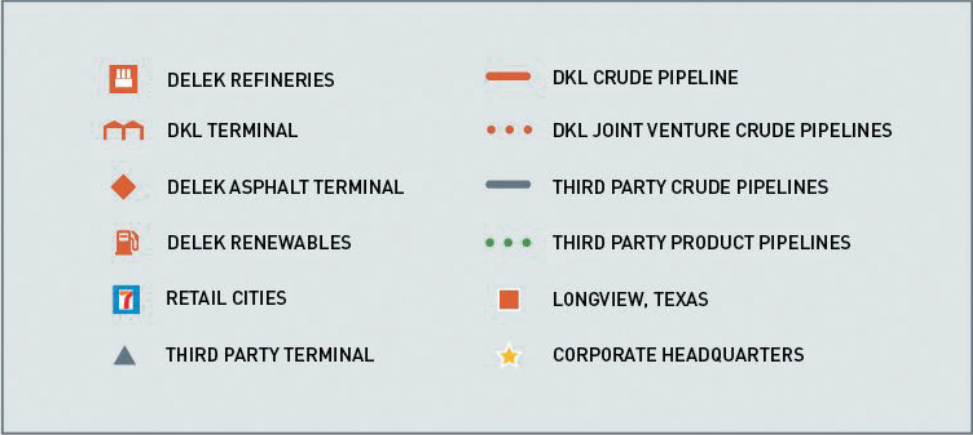 DELEK REFINERIES
DKL TERMINAL
DELEK ASPHALT TERMINAL
DELEK RENEWABLES
7 RETAIL CITIES
THIRD PARTY TERMINAL
DKL CRUDE PIPELINE
DKL JOINT VENTURE CRUDE PIPELINES
THIRD PARTY CRUDE PIPELINES
THIRD PARTY PRODUCT PIPELINES
LONGVIEW, TEXAS
CORPORATE HEADQUARTERS